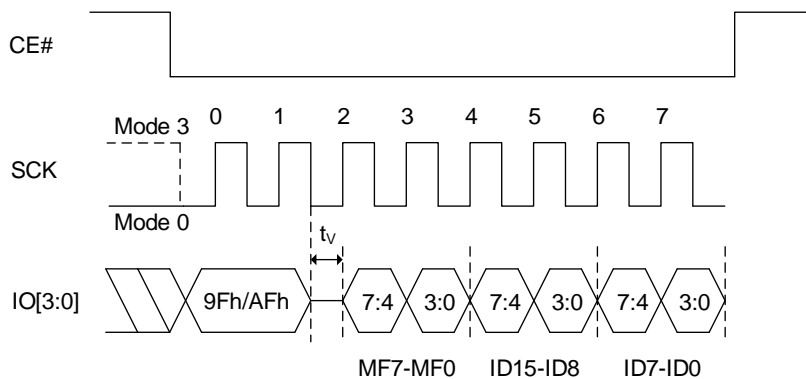 CE#
Mode 3
0 1 2 3 4 5 6 7
SCK
Mode 0
tV
IO[3:0]
9Fh/AFh
7:4 3:0 7:4 3:0 7:4 3:0
MF7-MF0 ID15-ID8 ID7-ID0